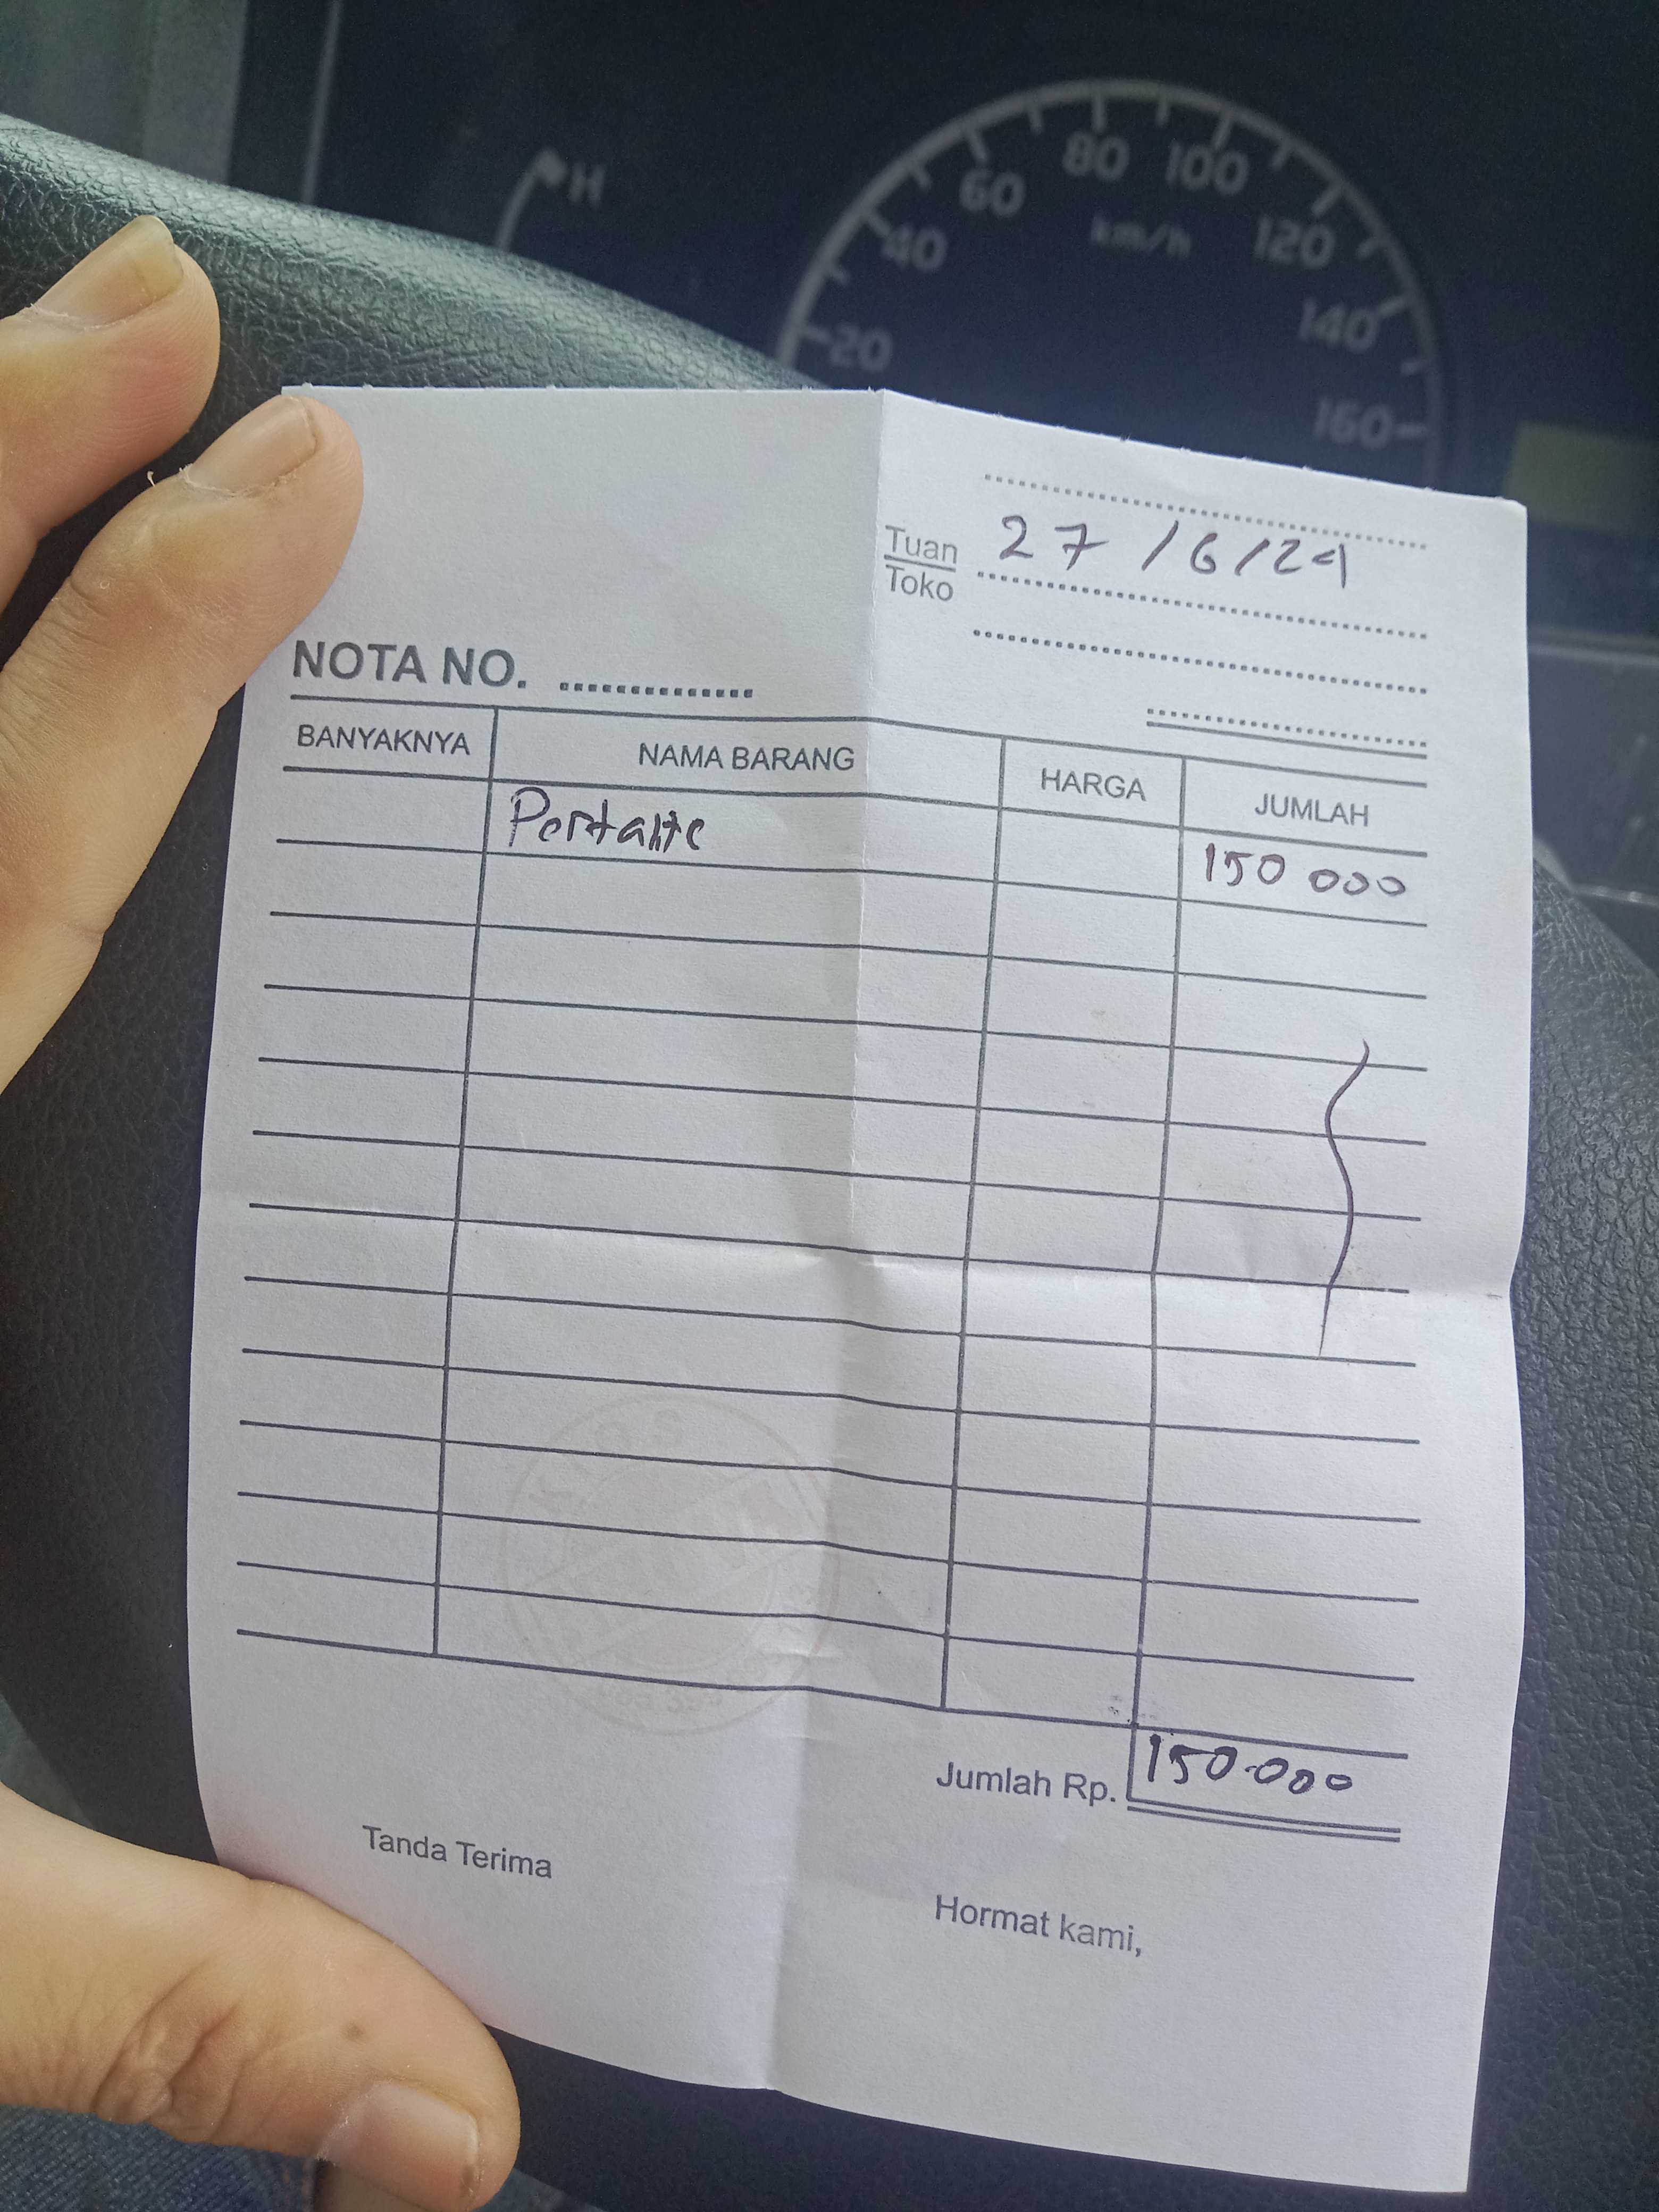 H
20 40 60 80 100 120 140 160
km/h
Tuan
Toko
27/6/24
NOTA NO. ..............
BANYAKNYA NAMA BARANG HARGA JUMLAH
Pertalite 150 000
Jumlah Rp. 150.000
Tanda Terima
Hormat kami,